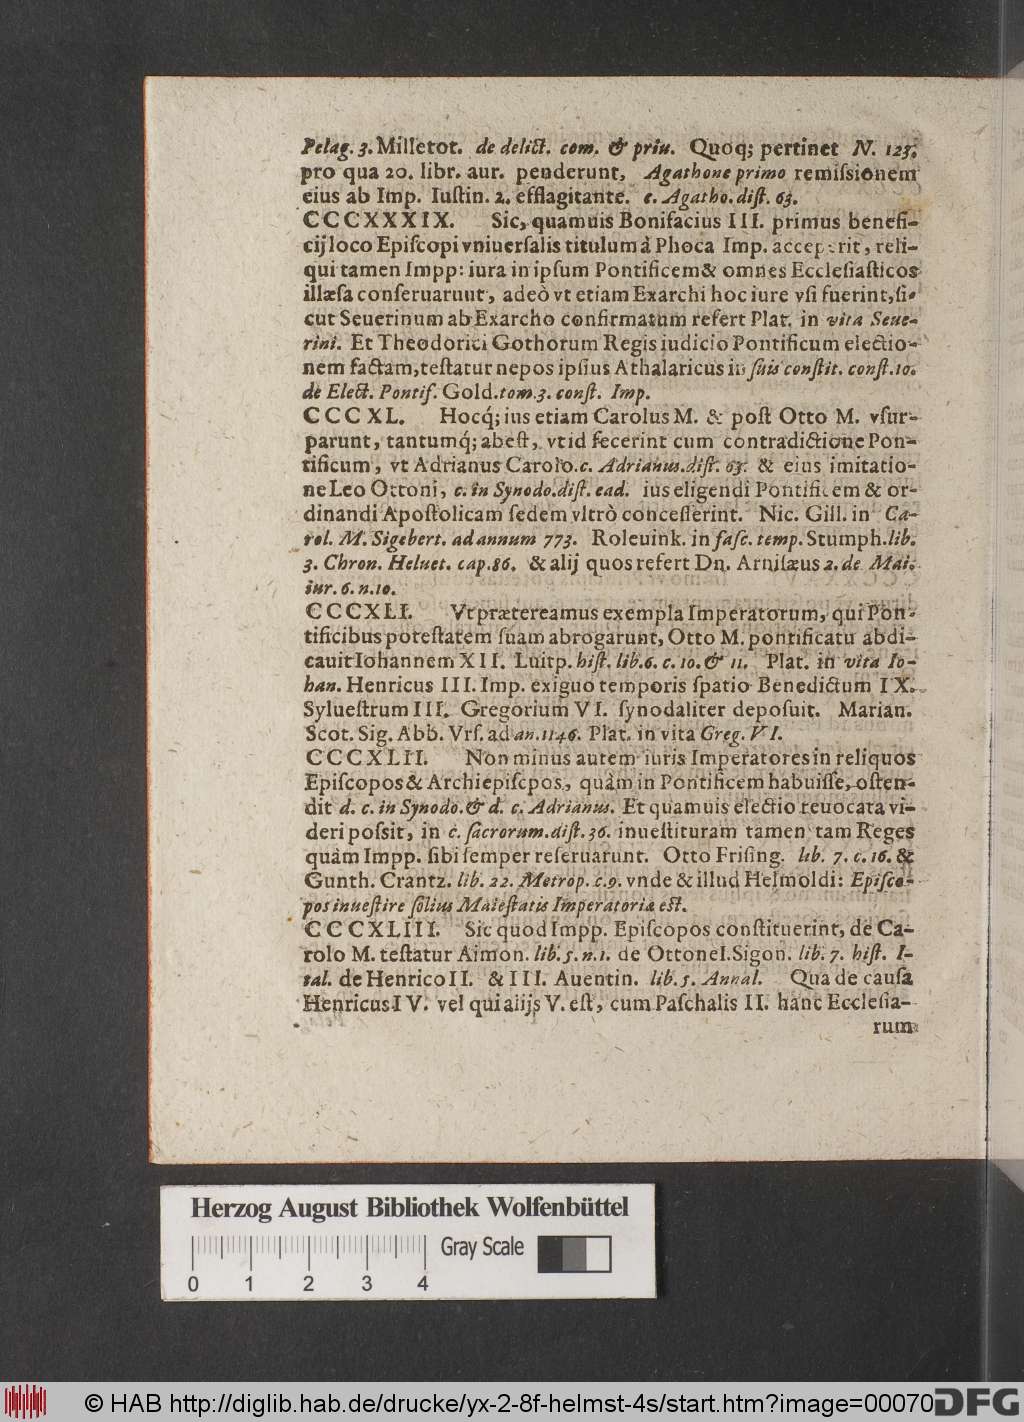 Pelag. 3. Milletot. de delict. com. & priu. Quoq; pertinet N. 123.
pro qua 20. libr. aur. penderunt, Agathone primo remiſsionem
eius ab Imp. Iuſtin. 2. efflagitante. c. Agatho. diſt. 63.
CCCXXXIX. Sic, quamuis Bonifacius III. primus benefi-
cij loco Epiſcopi vniuerſalis titulum à Phoca Imp. acceperit, reli-
qui tamen Impp: iura in ipſum Pontificem & omnes Eccleſiaſticos
illæſa conſeruaruut, adeò vt etiam Exarchi hoc iure vſi fuerint, ſi-
cut Seuerinum ab Exarcho confirmatum refert Plat. in vita Seue-
rini. Et Theodorici Gothorum Regis iudicio Pontificum electio-
nem factam, teſtatur nepos ipſius Athalaricus in ſuis conſtit. conſt. 10.
de Elect. Pontif. Gold. tom. 3. conſt. Imp.
CCCXL. Hocq́; ius etiam Carolus M. & poſt Otto M. vſur-
parunt, tantumq́; abeſt, vt id fecerint cum contradictione Pon-
tificum, vt Adrianus Carolo. c. Adrianus. diſt. 63. & eius imitatio-
ne Leo Ottoni, c. in Synodo. diſt. ead. ius eligendi Pontificem & or-
dinandi Apoſtolicam ſedem vltrò conceſſerint. Nic. Gill. in Ca-
rol. M. Sigebert. ad annum 773. Roleuink. in faſc. temp. Stumph. lib.
3. Chron. Heluet. cap. 86. & alij quos refert Dn. Arniſæus 2. de Mai.
iur. 6. n. 10.
CCCXLI. Vt prætereamus exempla Imperatorum, qui Pon-
tificibus poteſtatem ſuam abrogarunt, Otto M. pontificatu abdi-
cauit Iohannem XII. Luitp. hiſt. lib. 6. c. 10. & 11. Plat. in vita Io-
han. Henricus III. Imp. exiguo temporis ſpatio Benedictum IX.
Sylueſtrum III. Gregorium VI. ſynodaliter depoſuit. Marian.
Scot. Sig. Abb. Vrſ. ad an. 1146. Plat. in vita Greg. VI.
CCCXLII. Non minus autem iuris Imperatores in reliquos
Epiſcopos & Archiepiſcpos, quàm in Pontificem habuiſſe, oſten-
dit d. c. in Synodo. & d. c. Adrianus. Et quamuis electio reuocata vi-
deri poſsit, in c. ſacrorum. diſt. 36. inueſtituram tamen tam Reges
quàm Impp. ſibi ſemper reſeruarunt. Otto Friſing. lib. 7. c. 16. &
Gunth. Crantz. lib. 22. Metrop. c. 9. vnde & illud Helmoldi: Epiſco-
pos inueſtire ſolius Maieſtatis Imperatoriæ eſt.
CCCXLIII. Sic quod Impp. Epiſcopos conſtituerint, de Ca-
rolo M. teſtatur Aimon. lib. 5. n. 1. de Ottone I. Sigon. lib. 7. hiſt. I-
tal. de Henrico II. & III. Auentin. lib. 5. Annal. Qua de cauſa
Henricus IV. vel qui aliis V. eſt, cum Paſchalis II. hanc Eccleſia-
rum
Herzog August Bibliothek Wolfenbüttel
0 1 2 3 4 Gray Scale
© HAB http://diglib.hab.de/drucke/yx-2-8f-helmst-4s/start.htm?image=00070 DFG